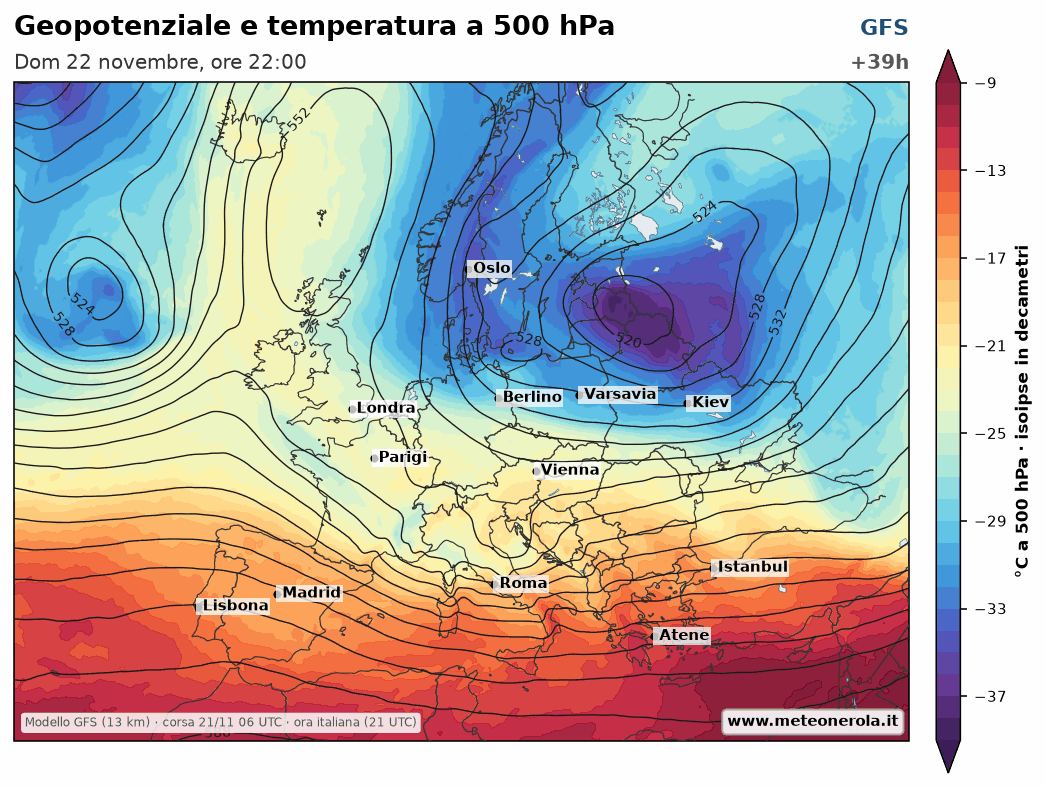 Geopotenziale e temperatura a 500 hPa
GFS
Dom 22 novembre, ore 22:00
+39h
552
524
Oslo
524
528
528
532
528
520
Londra
Berlino
Varsavia
Kiev
Parigi
Vienna
Lisbona
Madrid
Roma
Istanbul
Atene
Modello GFS (13 km) · corsa 21/11 06 UTC · ora italiana (21 UTC)
www.meteonerola.it
−9
−13
−17
−21
−25
−29
−33
−37
°C a 500 hPa · isoipse in decametri